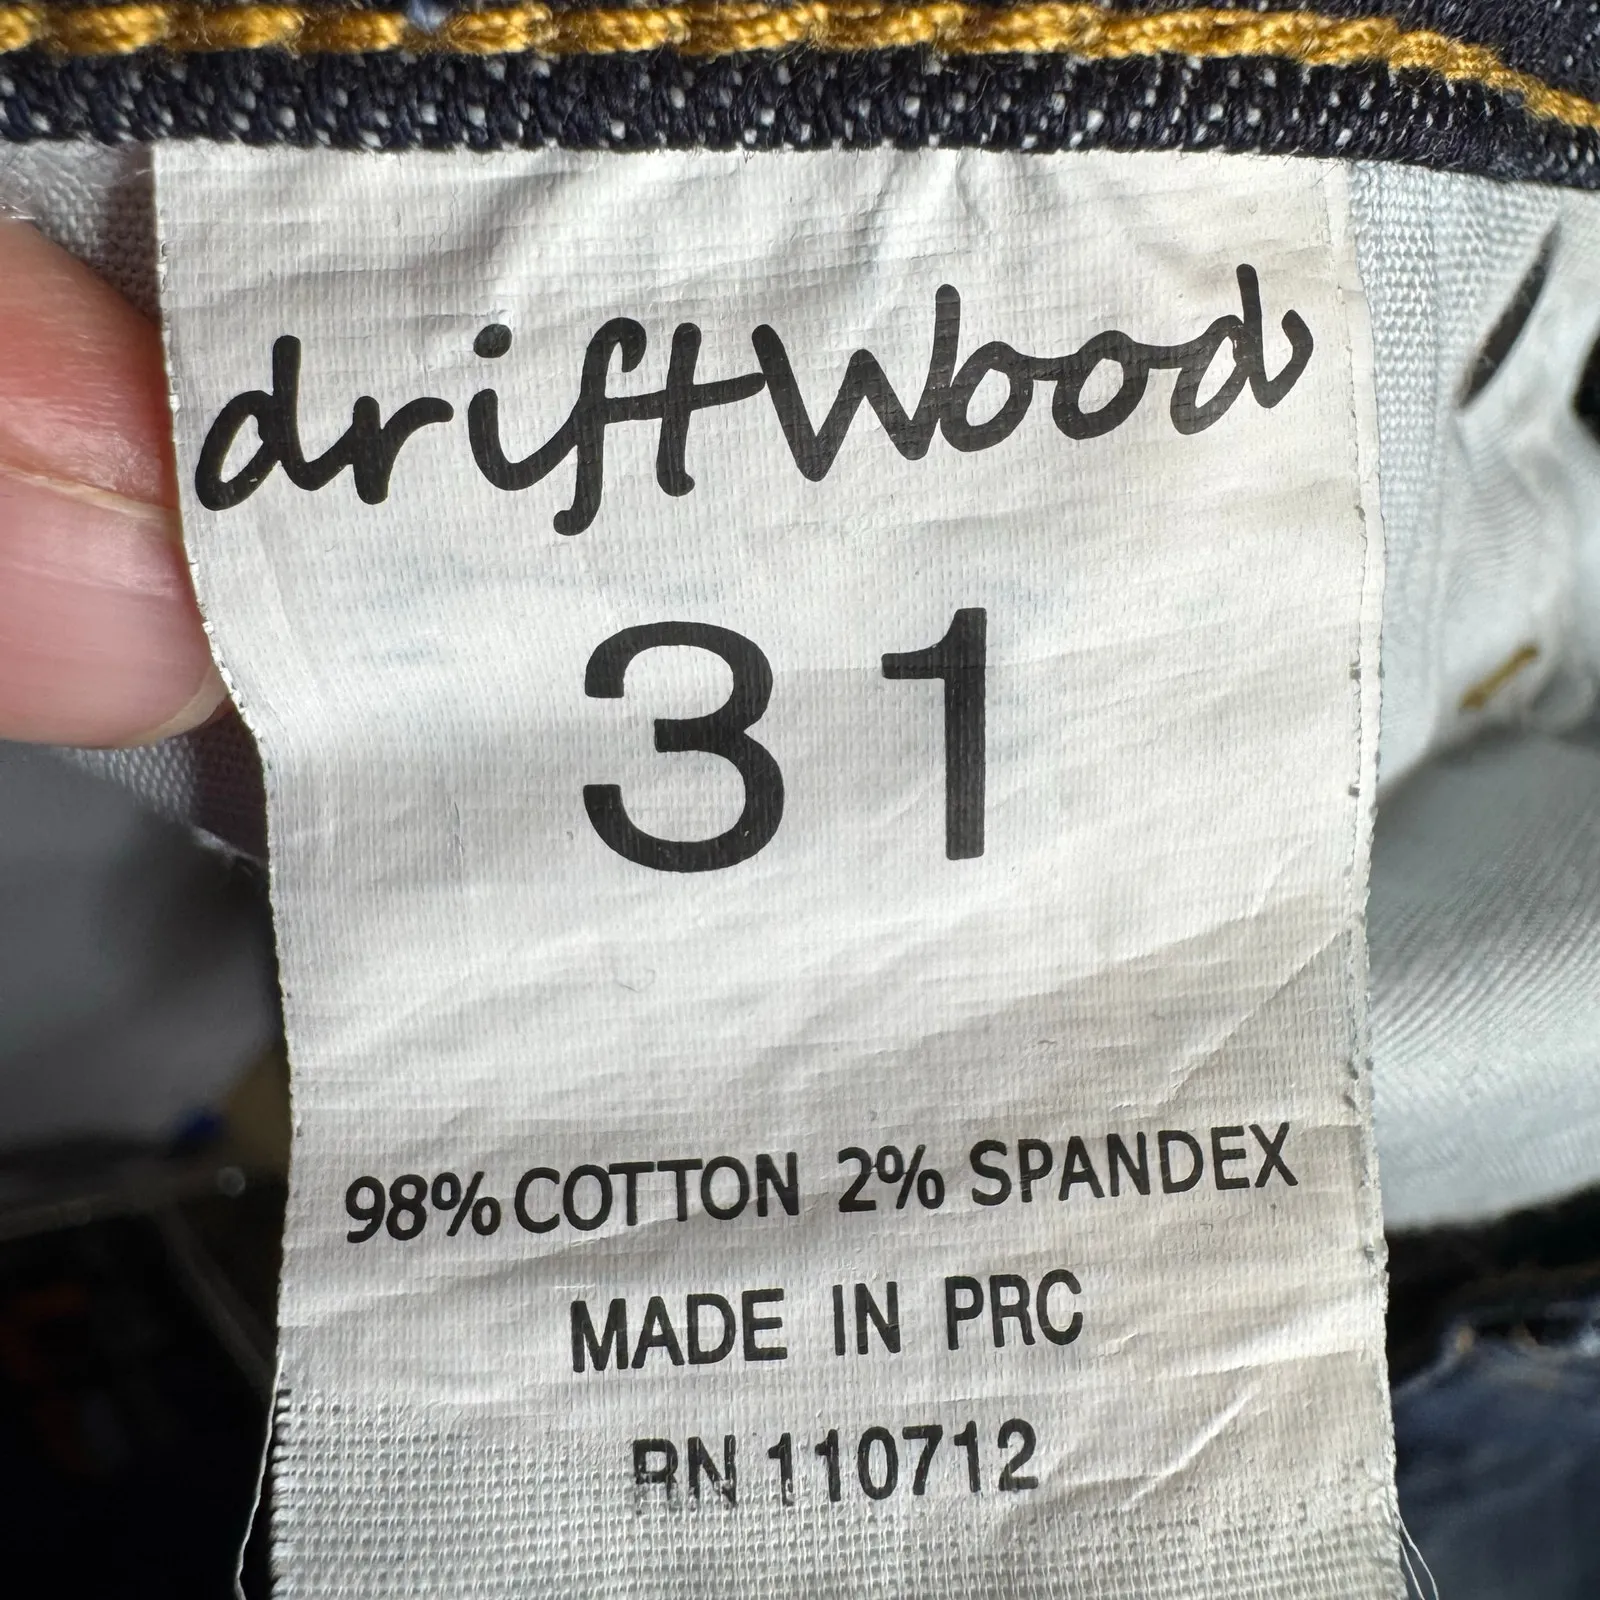 driftWood
31
98% COTTON 2% SPANDEX
MADE IN PRC
RN 110712